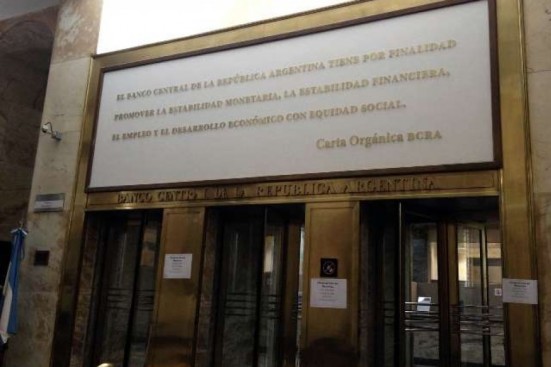 EL BANCO CENTRAL DE LA REPÚBLICA ARGENTINA TIENE POR FINALIDAD
PROMOVER LA ESTABILIDAD MONETARIA, LA ESTABILIDAD FINANCIERA,
EL EMPLEO Y EL DESARROLLO ECONÓMICO CON EQUIDAD SOCIAL.
Carta Orgánica BCRA
BANCO CENTRAL DE LA REPUBLICA ARGENTINA